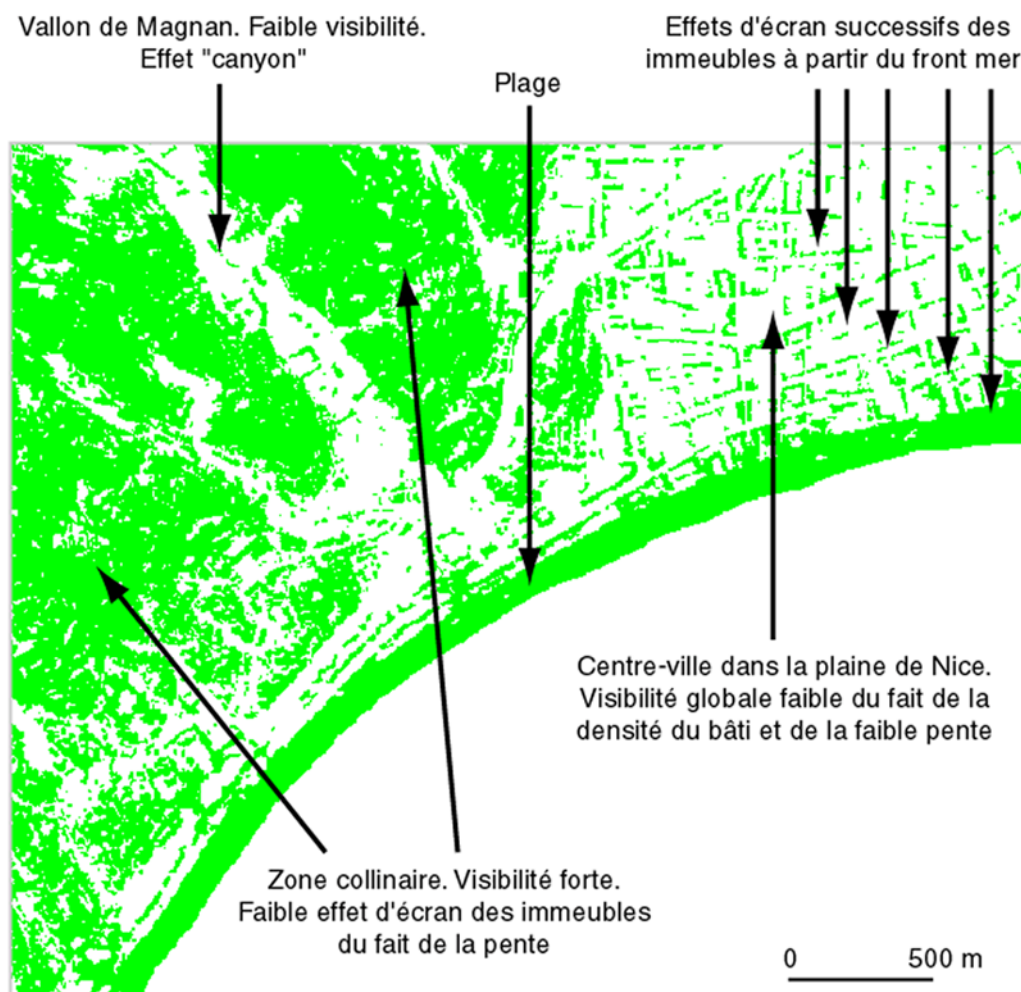 Vallon de Magnan. Faible visibilité.
Effet "canyon"
Effets d'écran successifs des
immeubles à partir du front mer
Plage
Centre-ville dans la plaine de Nice.
Visibilité globale faible du fait de la
densité du bâti et de la faible pente
Zone collinaire. Visibilité forte.
Faible effet d'écran des immeubles
du fait de la pente
0 500 m